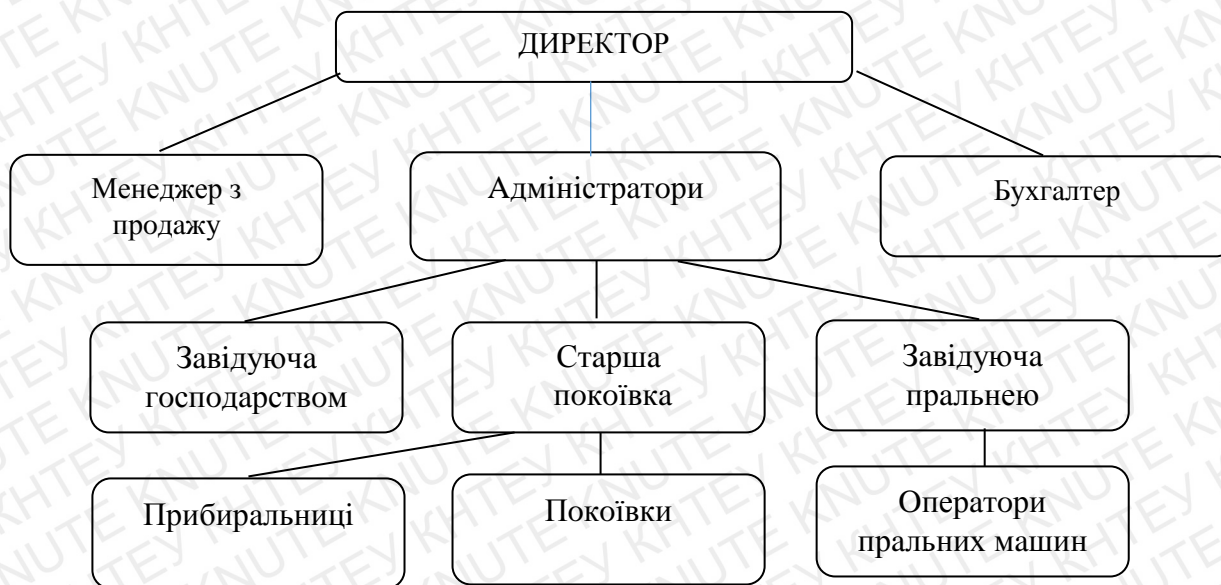 ДИРЕКТОР
Менеджер з
продажу
Адміністратори
Бухгалтер
Завідуюча
господарством
Старша
покоївка
Завідуюча
пральнею
Прибиральниці
Покоївки
Оператори
пральних машин